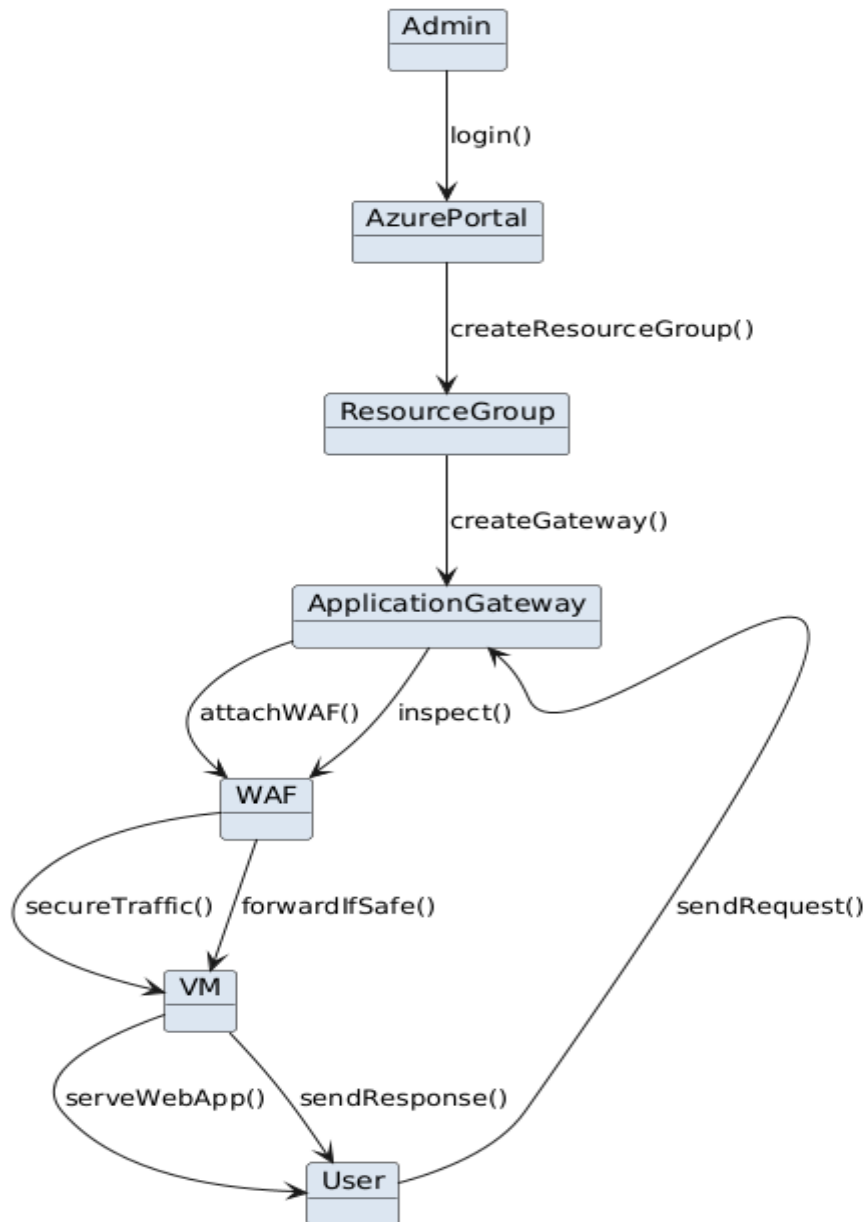 Admin
login()
AzurePortal
createResourceGroup()
ResourceGroup
createGateway()
ApplicationGateway
attachWAF()
inspect()
WAF
secureTraffic()
forwardIfSafe()
sendRequest()
VM
serveWebApp()
sendResponse()
User